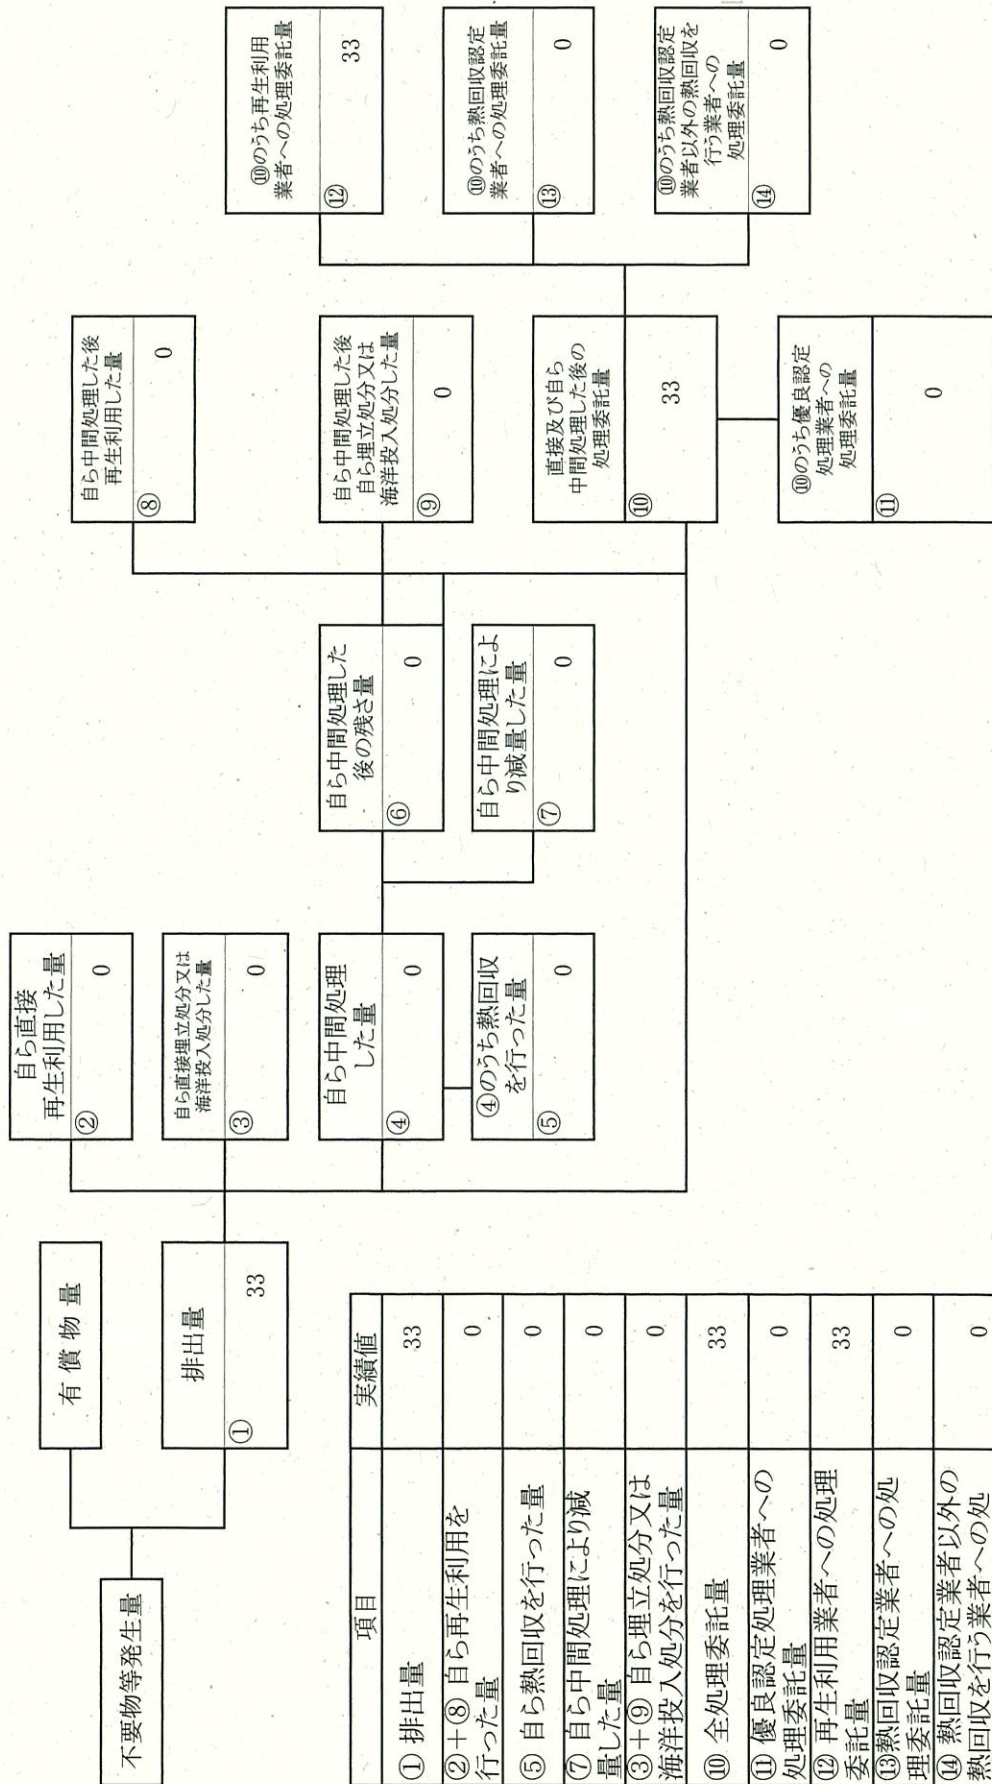 不要物等発生量
有償物量
排出量
①
33
自ら直接
再生利用した量
②
0
自ら直接埋立処分又は
海洋投入処分した量
③
0
自ら中間処理
した量
④
0
④のうち熱回収
を行った量
⑤
0
自ら中間処理した
後の残さ量
⑥
0
自ら中間処理によ
り減量した量
⑦
0
自ら中間処理した後
再生利用した量
⑧
0
自ら中間処理した後
自ら埋立処分又は
海洋投入処分した量
⑨
0
直接及び自ら
中間処理した後の
処理委託量
⑩
33
⑩のうち優良認定
処理業者への
処理委託量
⑪
0
⑩のうち再生利用
業者への処理委託量
⑫
33
⑩のうち熱回収認定
業者への処理委託量
⑬
0
⑩のうち熱回収認定
業者以外の熱回収を
行う業者への
処理委託量
⑭
0
項目 実績値
① 排出量 33
②+⑧ 自ら再生利用を
行った量 0
⑤ 自ら熱回収を行った量 0
⑦ 自ら中間処理により減
量した量 0
③+⑨ 自ら埋立処分又は
海洋投入処分を行った量 0
⑩ 全処理委託量 33
⑪ 優良認定処理業者への
処理委託量 0
⑫ 再生利用業者への処理
委託量 33
⑬熱回収認定業者への処
理委託量 0
⑭ 熱回収認定業者以外の
熱回収を行う業者への処 0